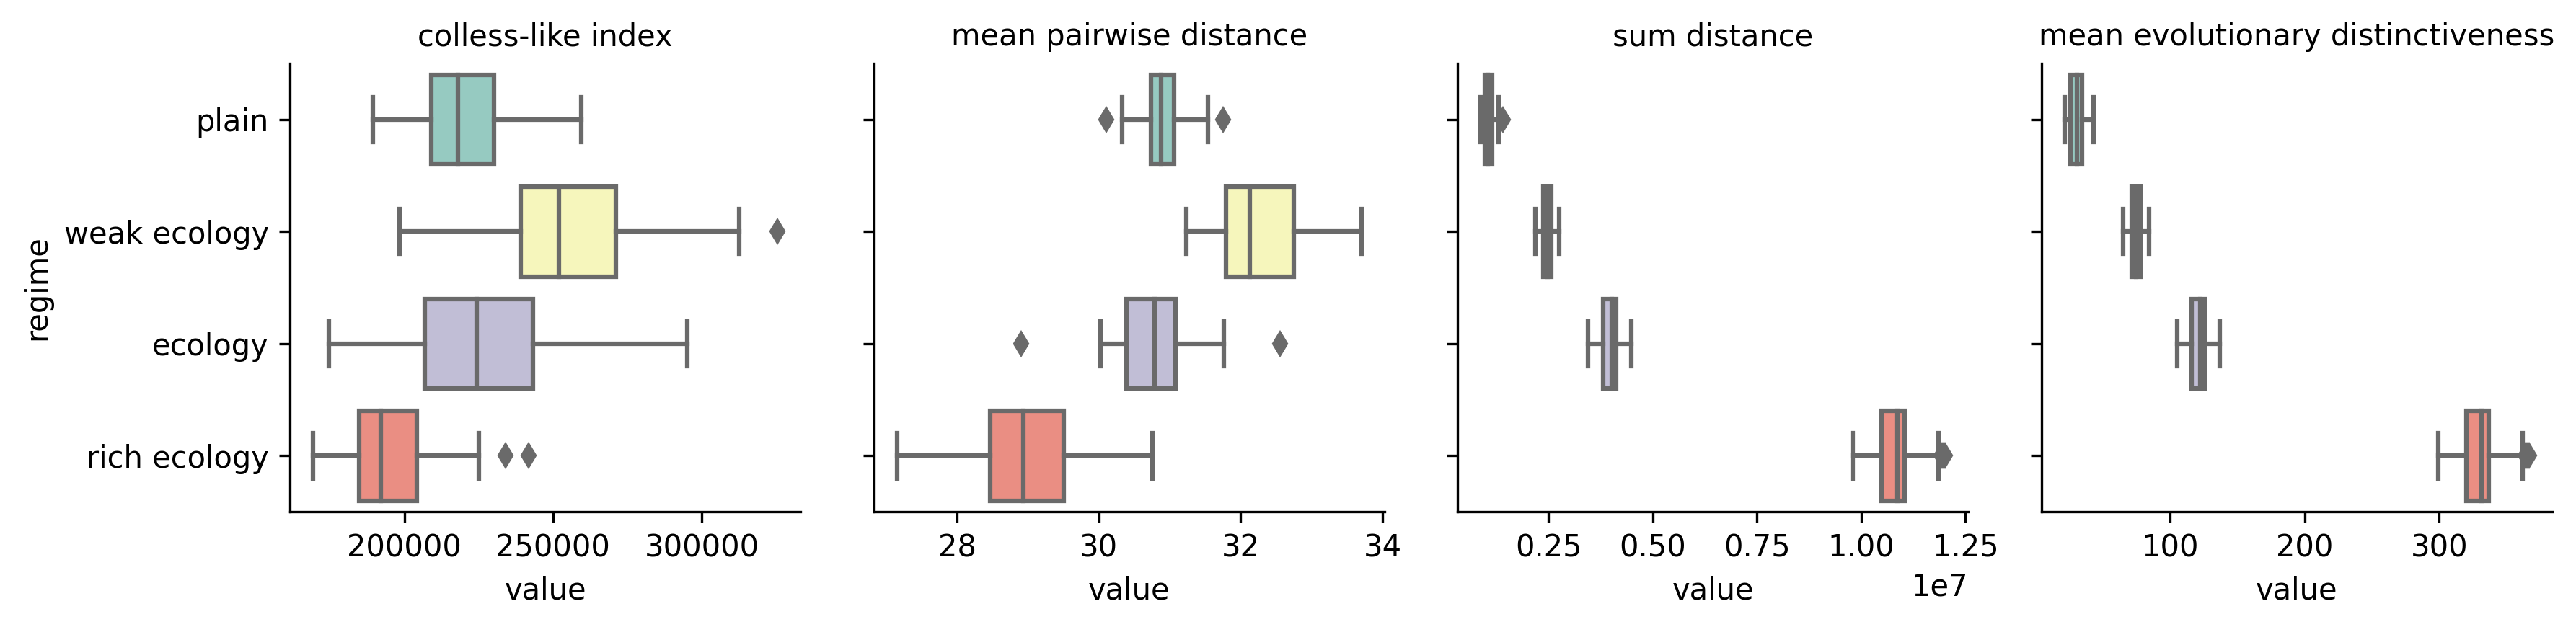 colless-like index
mean pairwise distance
sum distance
mean evolutionary distinctiveness
regime
plain
weak ecology
ecology
rich ecology
200000 250000 300000
value
28 30 32 34
value
0.25 0.50 0.75 1.00 1.25
1e7
value
100 200 300
value